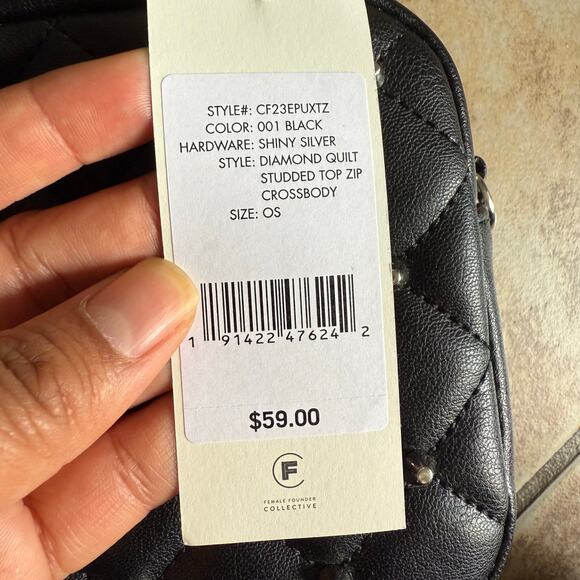 STYLE#: CF23EPUXTZ
COLOR: 001 BLACK
HARDWARE: SHINY SILVER
STYLE: DIAMOND QUILT
STUDDED TOP ZIP
CROSSBODY
SIZE: OS
1 91422 47624 2
$59.00
F
FEMALE FOUNDER
COLLECTIVE